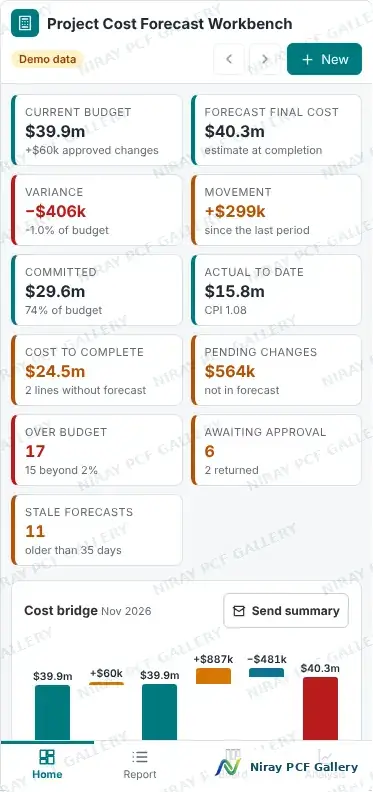 Project Cost Forecast Workbench
Demo data
+ New
CURRENT BUDGET
$39.9m
+$60k approved changes
FORECAST FINAL COST
$40.3m
estimate at completion
VARIANCE
−$406k
-1.0% of budget
MOVEMENT
+$299k
since the last period
COMMITTED
$29.6m
74% of budget
ACTUAL TO DATE
$15.8m
CPI 1.08
COST TO COMPLETE
$24.5m
2 lines without forecast
PENDING CHANGES
$564k
not in forecast
OVER BUDGET
17
15 beyond 2%
AWAITING APPROVAL
6
2 returned
STALE FORECASTS
11
older than 35 days
Cost bridge Nov 2026
Send summary
$39.9m +$60k $39.9m +$887k −$481k $40.3m
Home
Report
Niray PCF Gallery
NIRAY PCF GALLERY